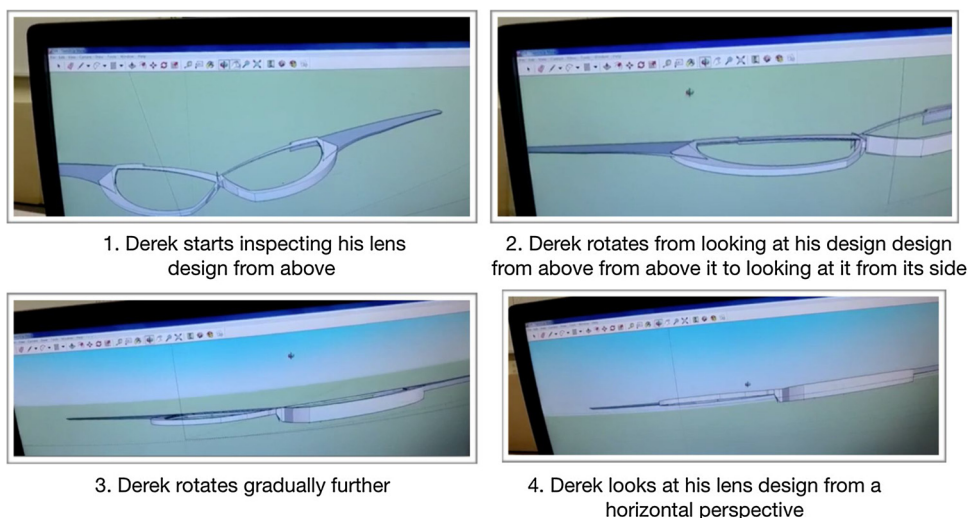 1. Derek starts inspecting his lens
design from above
2. Derek rotates from looking at his design design
from above from above it to looking at it from its side
3. Derek rotates gradually further
4. Derek looks at his lens design from a
horizontal perspective